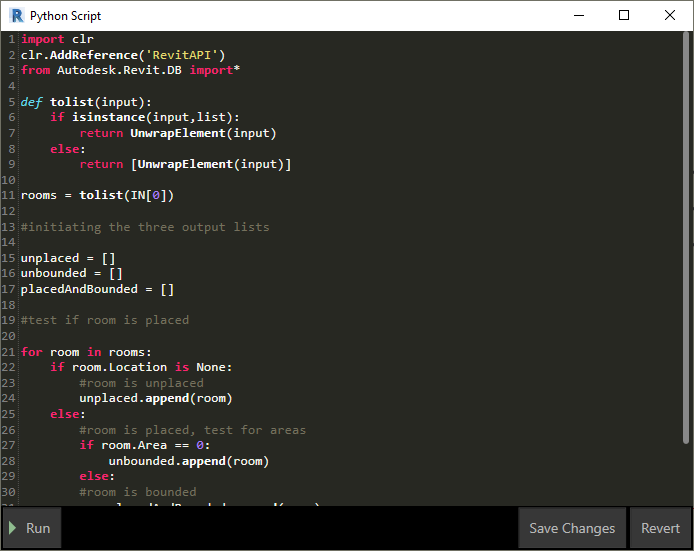 Python Script
1 import clr
2 clr.AddReference('RevitAPI')
3 from Autodesk.Revit.DB import*
4
5 def tolist(input):
6     if isinstance(input,list):
7         return UnwrapElement(input)
8     else:
9         return [UnwrapElement(input)]
10
11 rooms = tolist(IN[0])
12
13 #initiating the three output lists
14
15 unplaced = []
16 unbounded = []
17 placedAndBounded = []
18
19 #test if room is placed
20
21 for room in rooms:
22     if room.Location is None:
23         #room is unplaced
24         unplaced.append(room)
25     else:
26         #room is placed, test for areas
27         if room.Area == 0:
28             unbounded.append(room)
29         else:
30         #room is bounded
Run
Save Changes
Revert